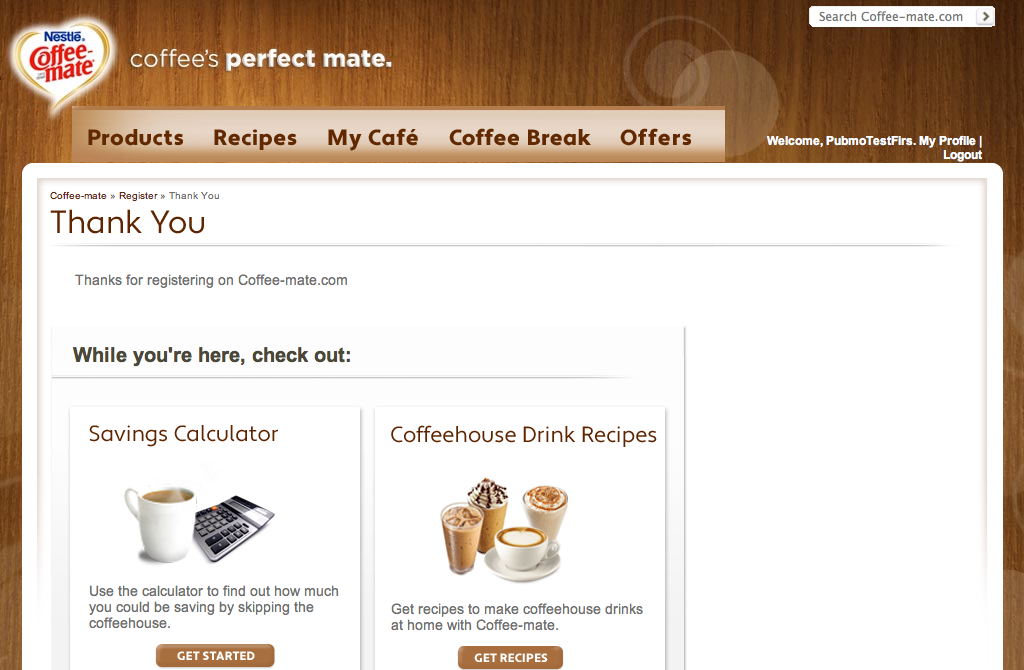 Search Coffee-mate.com
Nestlé®
Coffee-
mate
coffee's perfect mate.
Products Recipes My Café Coffee Break Offers
Welcome, PubmoTestFirs. My Profile |
Logout
Coffee-mate » Register » Thank You
Thank You
Thanks for registering on Coffee-mate.com
While you're here, check out:
Savings Calculator
Use the calculator to find out how much
you could be saving by skipping the
coffeehouse.
GET STARTED
Coffeehouse Drink Recipes
Get recipes to make coffeehouse drinks
at home with Coffee-mate.
GET RECIPES